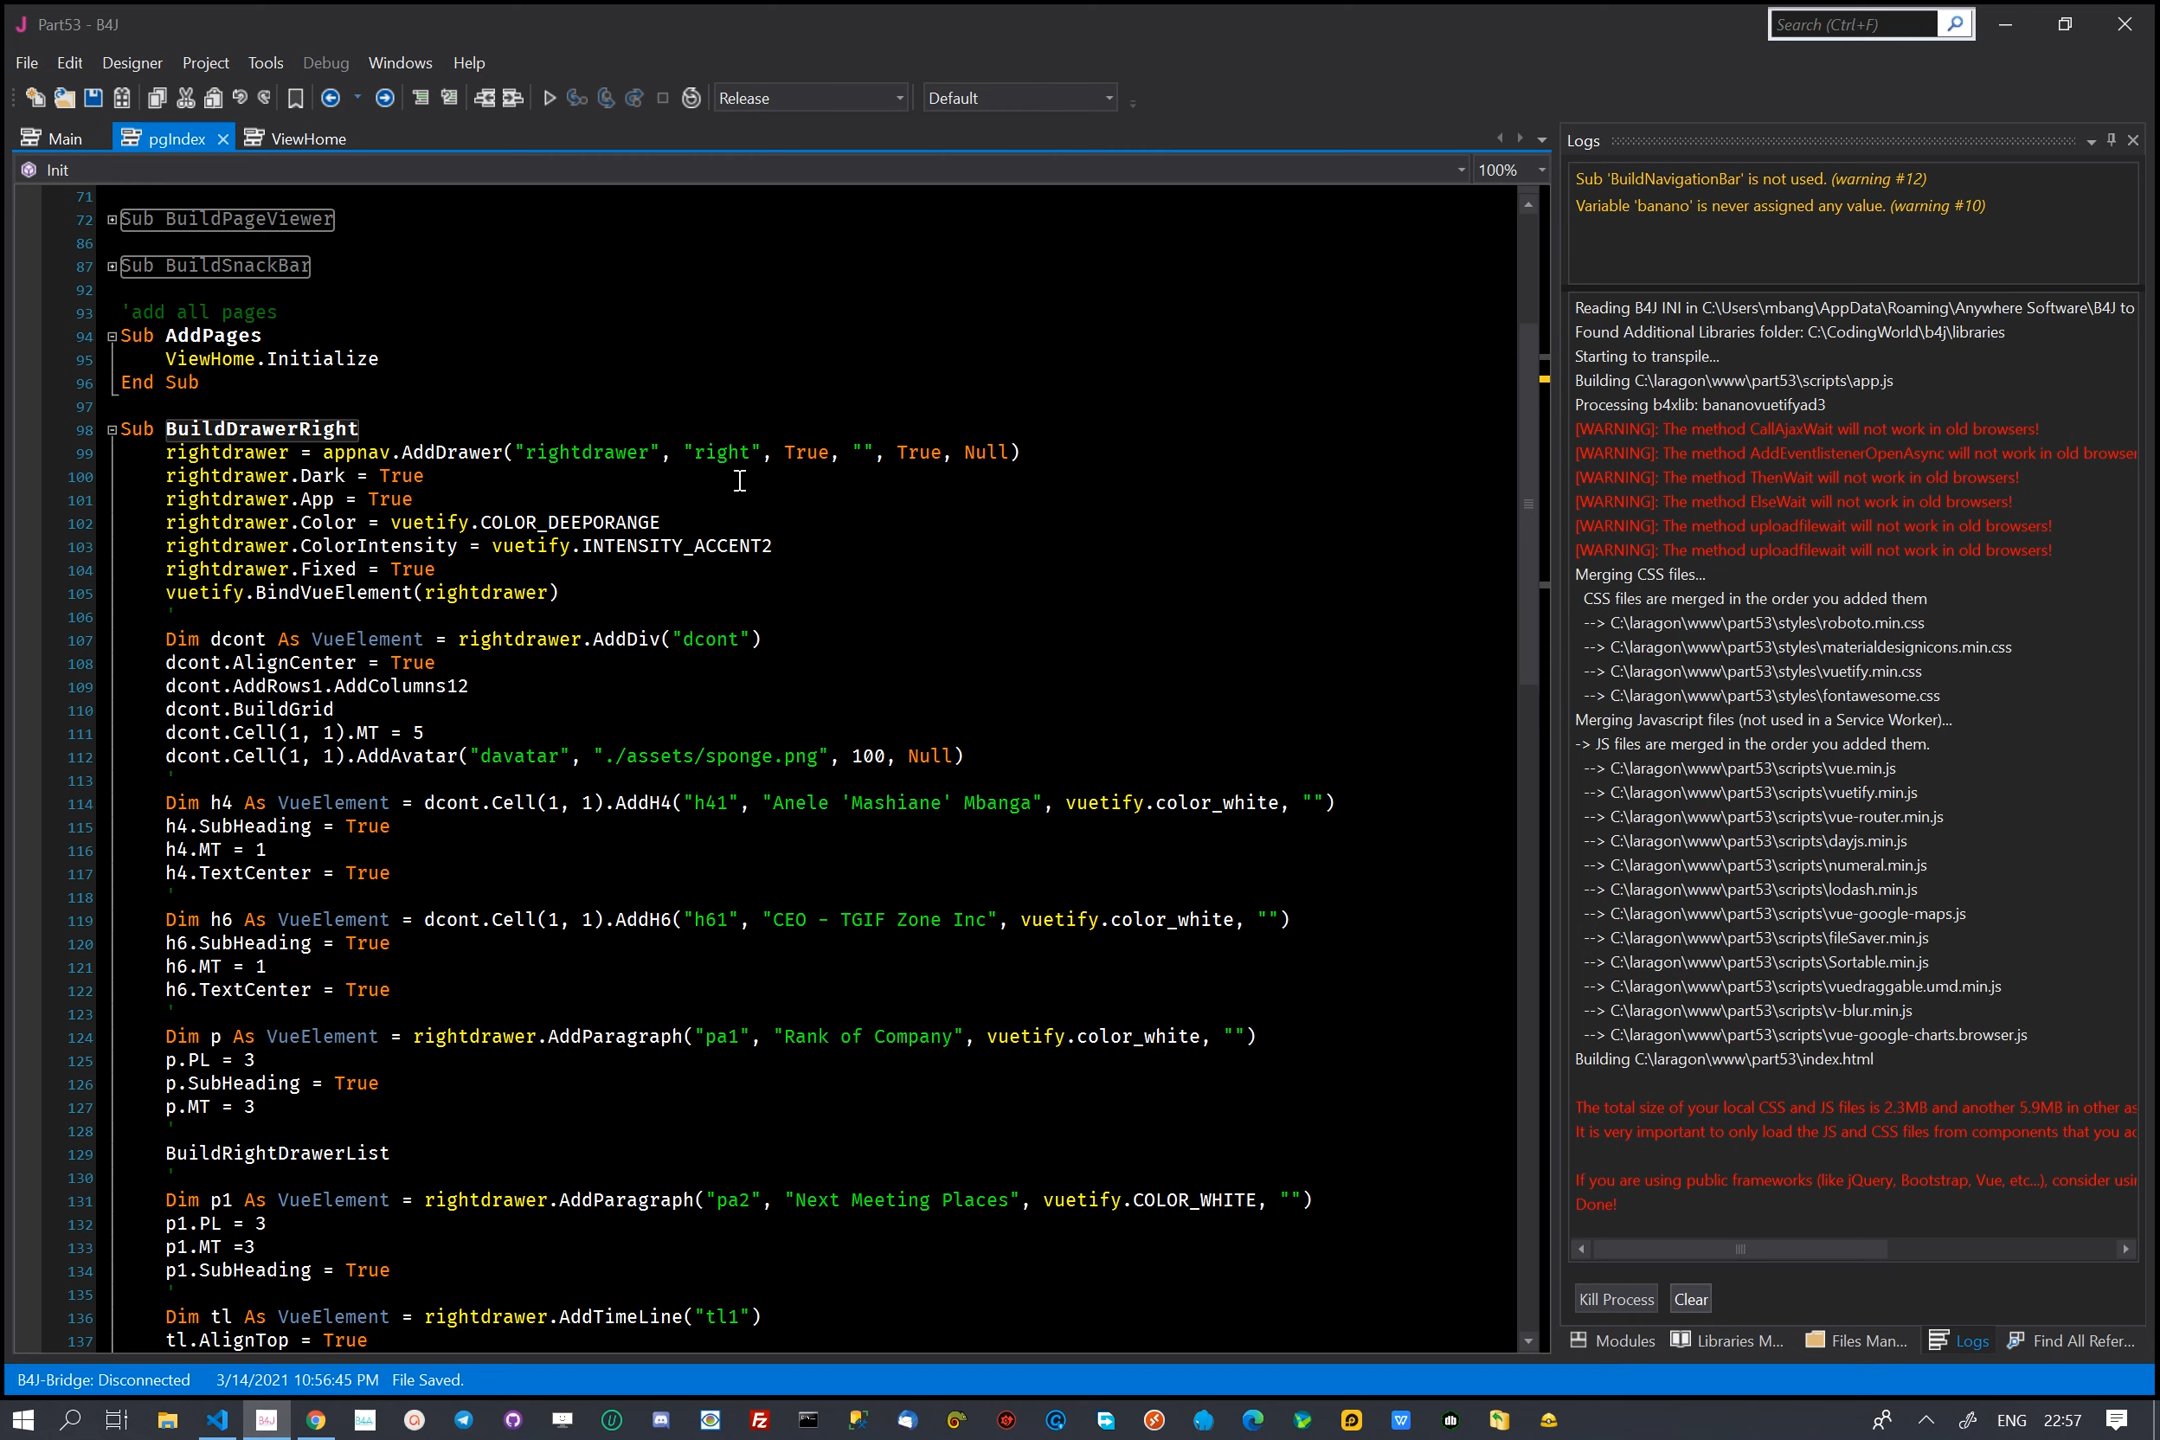 Part53 - B4J
Search (Ctrl+F)
File Edit Designer Project Tools Debug Windows Help
Release Default
Main pgIndex ViewHome
Init 100%
71
72 Sub BuildPageViewer
86
87 Sub BuildSnackBar
92
93 'add all pages
94 Sub AddPages
95 ViewHome.Initialize
96 End Sub
97
98 Sub BuildDrawerRight
99 rightdrawer = appnav.AddDrawer("rightdrawer", "right", True, "", True, Null)
100 rightdrawer.Dark = True
101 rightdrawer.App = True
102 rightdrawer.Color = vuetify.COLOR_DEEPORANGE
103 rightdrawer.ColorIntensity = vuetify.INTENSITY_ACCENT2
104 rightdrawer.Fixed = True
105 vuetify.BindVueElement(rightdrawer)
106 '
107 Dim dcont As VueElement = rightdrawer.AddDiv("dcont")
108 dcont.AlignCenter = True
109 dcont.AddRows1.AddColumns12
110 dcont.BuildGrid
111 dcont.Cell(1, 1).MT = 5
112 dcont.Cell(1, 1).AddAvatar("davatar", "./assets/sponge.png", 100, Null)
113 '
114 Dim h4 As VueElement = dcont.Cell(1, 1).AddH4("h41", "Anele 'Mashiane' Mbanga", vuetify.color_white, "")
115 h4.SubHeading = True
116 h4.MT = 1
117 h4.TextCenter = True
118 '
119 Dim h6 As VueElement = dcont.Cell(1, 1).AddH6("h61", "CEO - TGIF Zone Inc", vuetify.color_white, "")
120 h6.SubHeading = True
121 h6.MT = 1
122 h6.TextCenter = True
123 '
124 Dim p As VueElement = rightdrawer.AddParagraph("pa1", "Rank of Company", vuetify.color_white, "")
125 p.PL = 3
126 p.SubHeading = True
127 p.MT = 3
128 '
129 BuildRightDrawerList
130 '
131 Dim p1 As VueElement = rightdrawer.AddParagraph("pa2", "Next Meeting Places", vuetify.COLOR_WHITE, "")
132 p1.PL = 3
133 p1.MT =3
134 p1.SubHeading = True
135 '
136 Dim tl As VueElement = rightdrawer.AddTimeLine("tl1")
137 tl.AlignTop = True
Logs
Sub 'BuildNavigationBar' is not used. (warning #12)
Variable 'banano' is never assigned any value. (warning #10)
Reading B4J INI in C:\Users\mbang\AppData\Roaming\Anywhere Software\B4J to
Found Additional Libraries folder: C:\CodingWorld\b4j\libraries
Starting to transpile...
Building C:\laragon\www\part53\scripts\app.js
Processing b4xlib: bananovuetifyad3
[WARNING]: The method CallAjaxWait will not work in old browsers!
[WARNING]: The method AddEventlistenerOpenAsync will not work in old browser
[WARNING]: The method ThenWait will not work in old browsers!
[WARNING]: The method ElseWait will not work in old browsers!
[WARNING]: The method uploadfilewait will not work in old browsers!
[WARNING]: The method uploadfilewait will not work in old browsers!
Merging CSS files...
CSS files are merged in the order you added them
--> C:\laragon\www\part53\styles\roboto.min.css
--> C:\laragon\www\part53\styles\materialdesignicons.min.css
--> C:\laragon\www\part53\styles\vuetify.min.css
--> C:\laragon\www\part53\styles\fontawesome.css
Merging Javascript files (not used in a Service Worker)...
-> JS files are merged in the order you added them.
--> C:\laragon\www\part53\scripts\vue.min.js
--> C:\laragon\www\part53\scripts\vuetify.min.js
--> C:\laragon\www\part53\scripts\vue-router.min.js
--> C:\laragon\www\part53\scripts\dayjs.min.js
--> C:\laragon\www\part53\scripts\numeral.min.js
--> C:\laragon\www\part53\scripts\lodash.min.js
--> C:\laragon\www\part53\scripts\vue-google-maps.js
--> C:\laragon\www\part53\scripts\fileSaver.min.js
--> C:\laragon\www\part53\scripts\Sortable.min.js
--> C:\laragon\www\part53\scripts\vuedraggable.umd.min.js
--> C:\laragon\www\part53\scripts\v-blur.min.js
--> C:\laragon\www\part53\scripts\vue-google-charts.browser.js
Building C:\laragon\www\part53\index.html
The total size of your local CSS and JS files is 2.3MB and another 5.9MB in other as
It is very important to only load the JS and CSS files from components that you ac
If you are using public frameworks (like jQuery, Bootstrap, Vue, etc...), consider usi
Done!
Kill Process Clear
Modules Libraries M... Files Man... Logs Find All Refer...
B4J-Bridge: Disconnected 3/14/2021 10:56:45 PM File Saved.
B4J B4A ENG 22:57